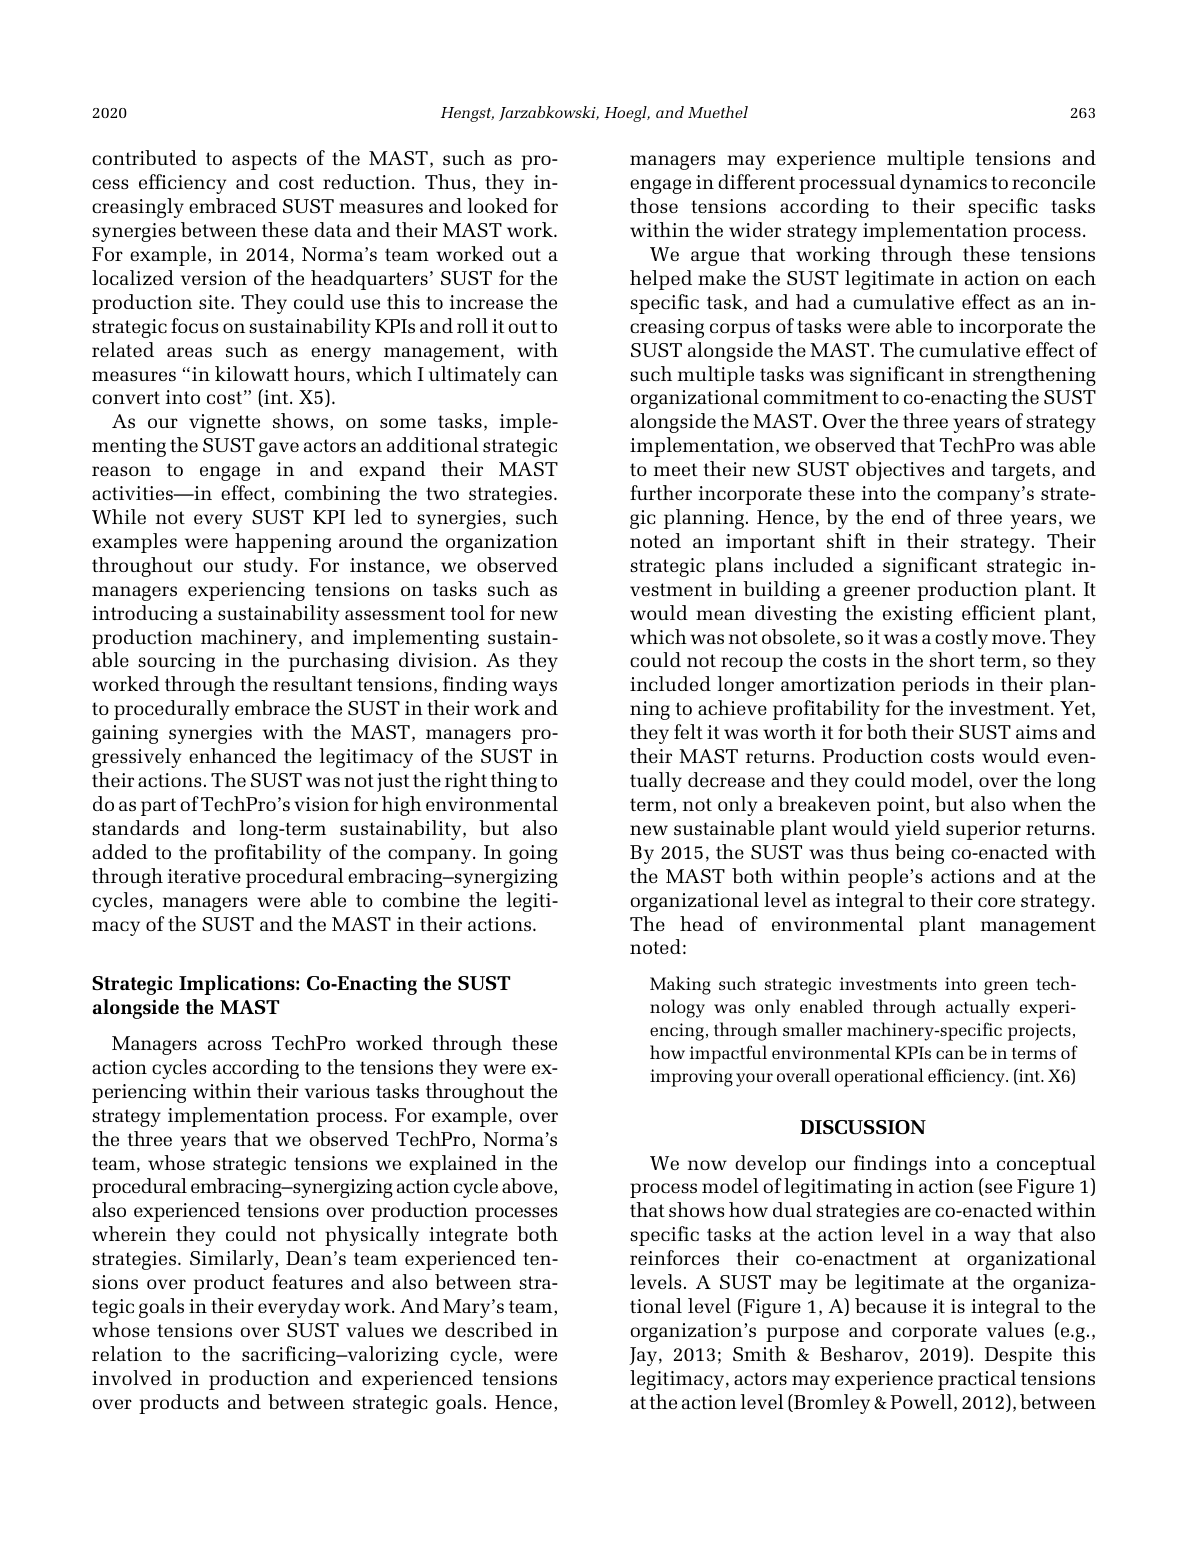 2020
Hengst, Jarzabkowski, Hoegl, and Muethel
263
contributed to aspects of the MAST, such as pro-
cess efficiency and cost reduction. Thus, they in-
creasingly embraced SUST measures and looked for
synergies between these data and their MAST work.
For example, in 2014, Norma’s team worked out a
localized version of the headquarters’ SUST for the
production site. They could use this to increase the
strategic focus on sustainability KPIs and roll it out to
related areas such as energy management, with
measures “in kilowatt hours, which I ultimately can
convert into cost” (int. X5).
As our vignette shows, on some tasks, imple-
menting the SUST gave actors an additional strategic
reason to engage in and expand their MAST
activities—in effect, combining the two strategies.
While not every SUST KPI led to synergies, such
examples were happening around the organization
throughout our study. For instance, we observed
managers experiencing tensions on tasks such as
introducing a sustainability assessment tool for new
production machinery, and implementing sustain-
able sourcing in the purchasing division. As they
worked through the resultant tensions, finding ways
to procedurally embrace the SUST in their work and
gaining synergies with the MAST, managers pro-
gressively enhanced the legitimacy of the SUST in
their actions. The SUST was not just the right thing to
do as part of TechPro’s vision for high environmental
standards and long-term sustainability, but also
added to the profitability of the company. In going
through iterative procedural embracing–synergizing
cycles, managers were able to combine the legiti-
macy of the SUST and the MAST in their actions.
Strategic Implications: Co-Enacting the SUST
alongside the MAST
Managers across TechPro worked through these
action cycles according to the tensions they were ex-
periencing within their various tasks throughout the
strategy implementation process. For example, over
the three years that we observed TechPro, Norma’s
team, whose strategic tensions we explained in the
procedural embracing–synergizing action cycle above,
also experienced tensions over production processes
wherein they could not physically integrate both
strategies. Similarly, Dean’s team experienced ten-
sions over product features and also between stra-
tegic goals in their everyday work. And Mary’s team,
whose tensions over SUST values we described in
relation to the sacrificing–valorizing cycle, were
involved in production and experienced tensions
over products and between strategic goals. Hence,
managers may experience multiple tensions and
engage in different processual dynamics to reconcile
those tensions according to their specific tasks
within the wider strategy implementation process.
We argue that working through these tensions
helped make the SUST legitimate in action on each
specific task, and had a cumulative effect as an in-
creasing corpus of tasks were able to incorporate the
SUST alongside the MAST. The cumulative effect of
such multiple tasks was significant in strengthening
organizational commitment to co-enacting the SUST
alongside the MAST. Over the three years of strategy
implementation, we observed that TechPro was able
to meet their new SUST objectives and targets, and
further incorporate these into the company’s strate-
gic planning. Hence, by the end of three years, we
noted an important shift in their strategy. Their
strategic plans included a significant strategic in-
vestment in building a greener production plant. It
would mean divesting the existing efficient plant,
which was not obsolete, so it was a costly move. They
could not recoup the costs in the short term, so they
included longer amortization periods in their plan-
ning to achieve profitability for the investment. Yet,
they felt it was worth it for both their SUST aims and
their MAST returns. Production costs would even-
tually decrease and they could model, over the long
term, not only a breakeven point, but also when the
new sustainable plant would yield superior returns.
By 2015, the SUST was thus being co-enacted with
the MAST both within people’s actions and at the
organizational level as integral to their core strategy.
The head of environmental plant management
noted:
Making such strategic investments into green tech-
nology was only enabled through actually experi-
encing, through smaller machinery-specific projects,
how impactful environmental KPIs can be in terms of
improving your overall operational efficiency. (int. X6)
DISCUSSION
We now develop our findings into a conceptual
process model of legitimating in action (see Figure 1)
that shows how dual strategies are co-enacted within
specific tasks at the action level in a way that also
reinforces their co-enactment at organizational
levels. A SUST may be legitimate at the organiza-
tional level (Figure 1, A) because it is integral to the
organization’s purpose and corporate values (e.g.,
Jay, 2013; Smith & Besharov, 2019). Despite this
legitimacy, actors may experience practical tensions
at the action level (Bromley & Powell, 2012), between